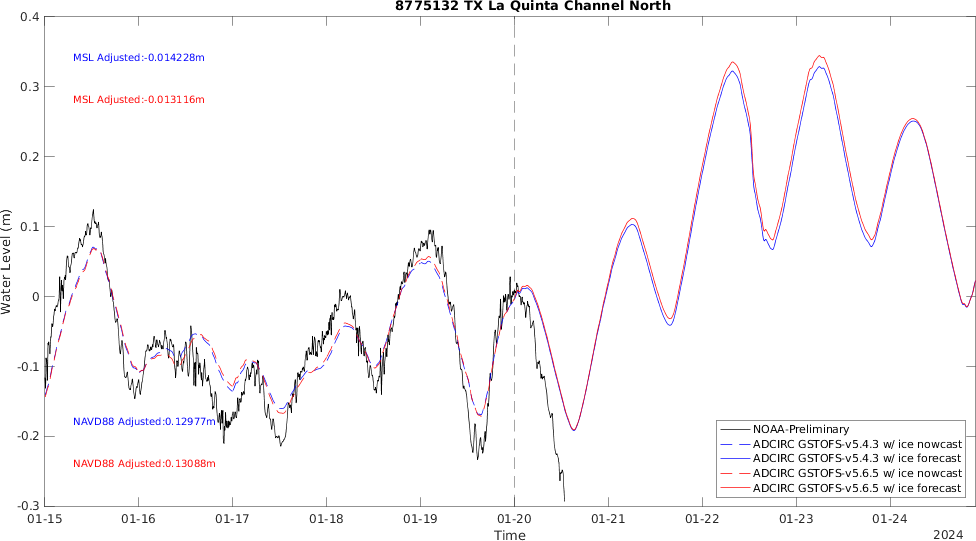 8775132 TX La Quinta Channel North
0.4
0.3
0.2
0.1
0
-0.1
-0.2
-0.3
Water Level (m)
MSL Adjusted:-0.014228m
MSL Adjusted:-0.013116m
NAVD88 Adjusted:0.12977m
NAVD88 Adjusted:0.13088m
NOAA-Preliminary
ADCIRC GSTOFS-v5.4.3 w/ ice nowcast
ADCIRC GSTOFS-v5.4.3 w/ ice forecast
ADCIRC GSTOFS-v5.6.5 w/ ice nowcast
ADCIRC GSTOFS-v5.6.5 w/ ice forecast
01-15 01-16 01-17 01-18 01-19 01-20 01-21 01-22 01-23 01-24
Time
2024